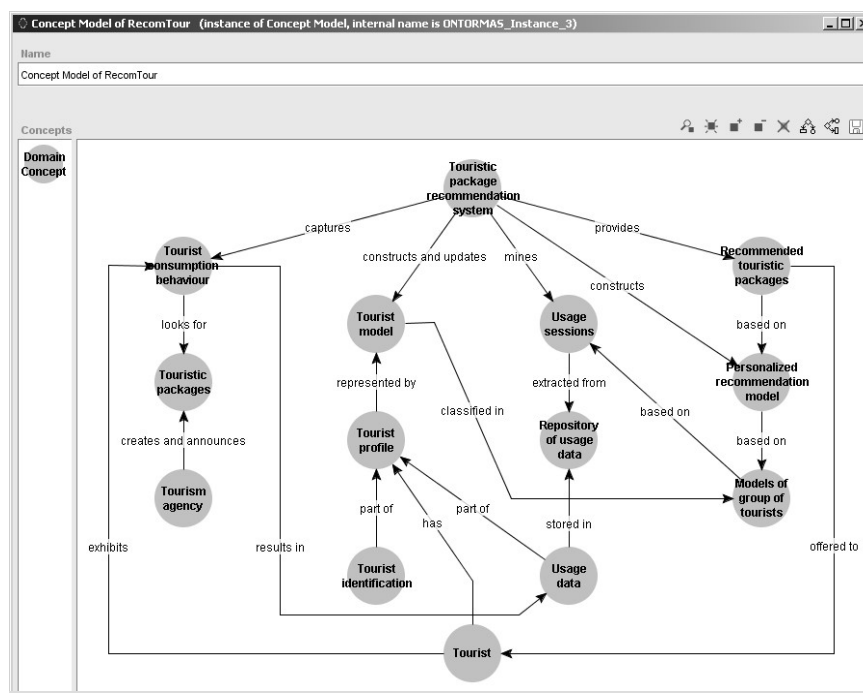 Concept Model of RecomTour (instance of Concept Model, internal name is ONTORMAS_Instance_3)
Name
Concept Model of RecomTour
Concepts
Domain
Concept
Touristic
package
recommendation
system
captures
provides
Tourist
consumption
behaviour
constructs and updates
mines
Recommended
touristic
packages
constructs
looks for
Tourist
model
Usage
sessions
based on
Touristic
packages
represented by
extracted from
Personalized
recommendation
model
classified in
based on
creates and announces
Tourist
profile
Repository
of usage
data
based on
Tourism
agency
Models of
group of
tourists
part of
has
part of
stored in
exhibits
results in
offered to
Tourist
identification
Usage
data
Tourist